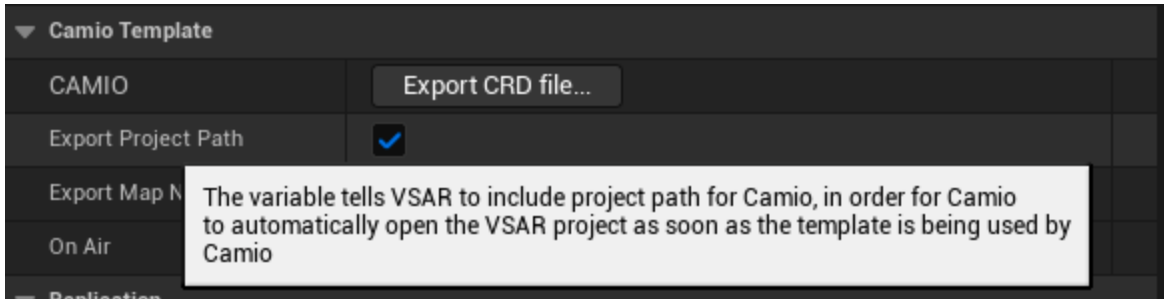 Camio Template
CAMIO
Export CRD file...
Export Project Path
Export Map N
The variable tells VSAR to include project path for Camio, in order for Camio
to automatically open the VSAR project as soon as the template is being used by
Camio
On Air
Replication